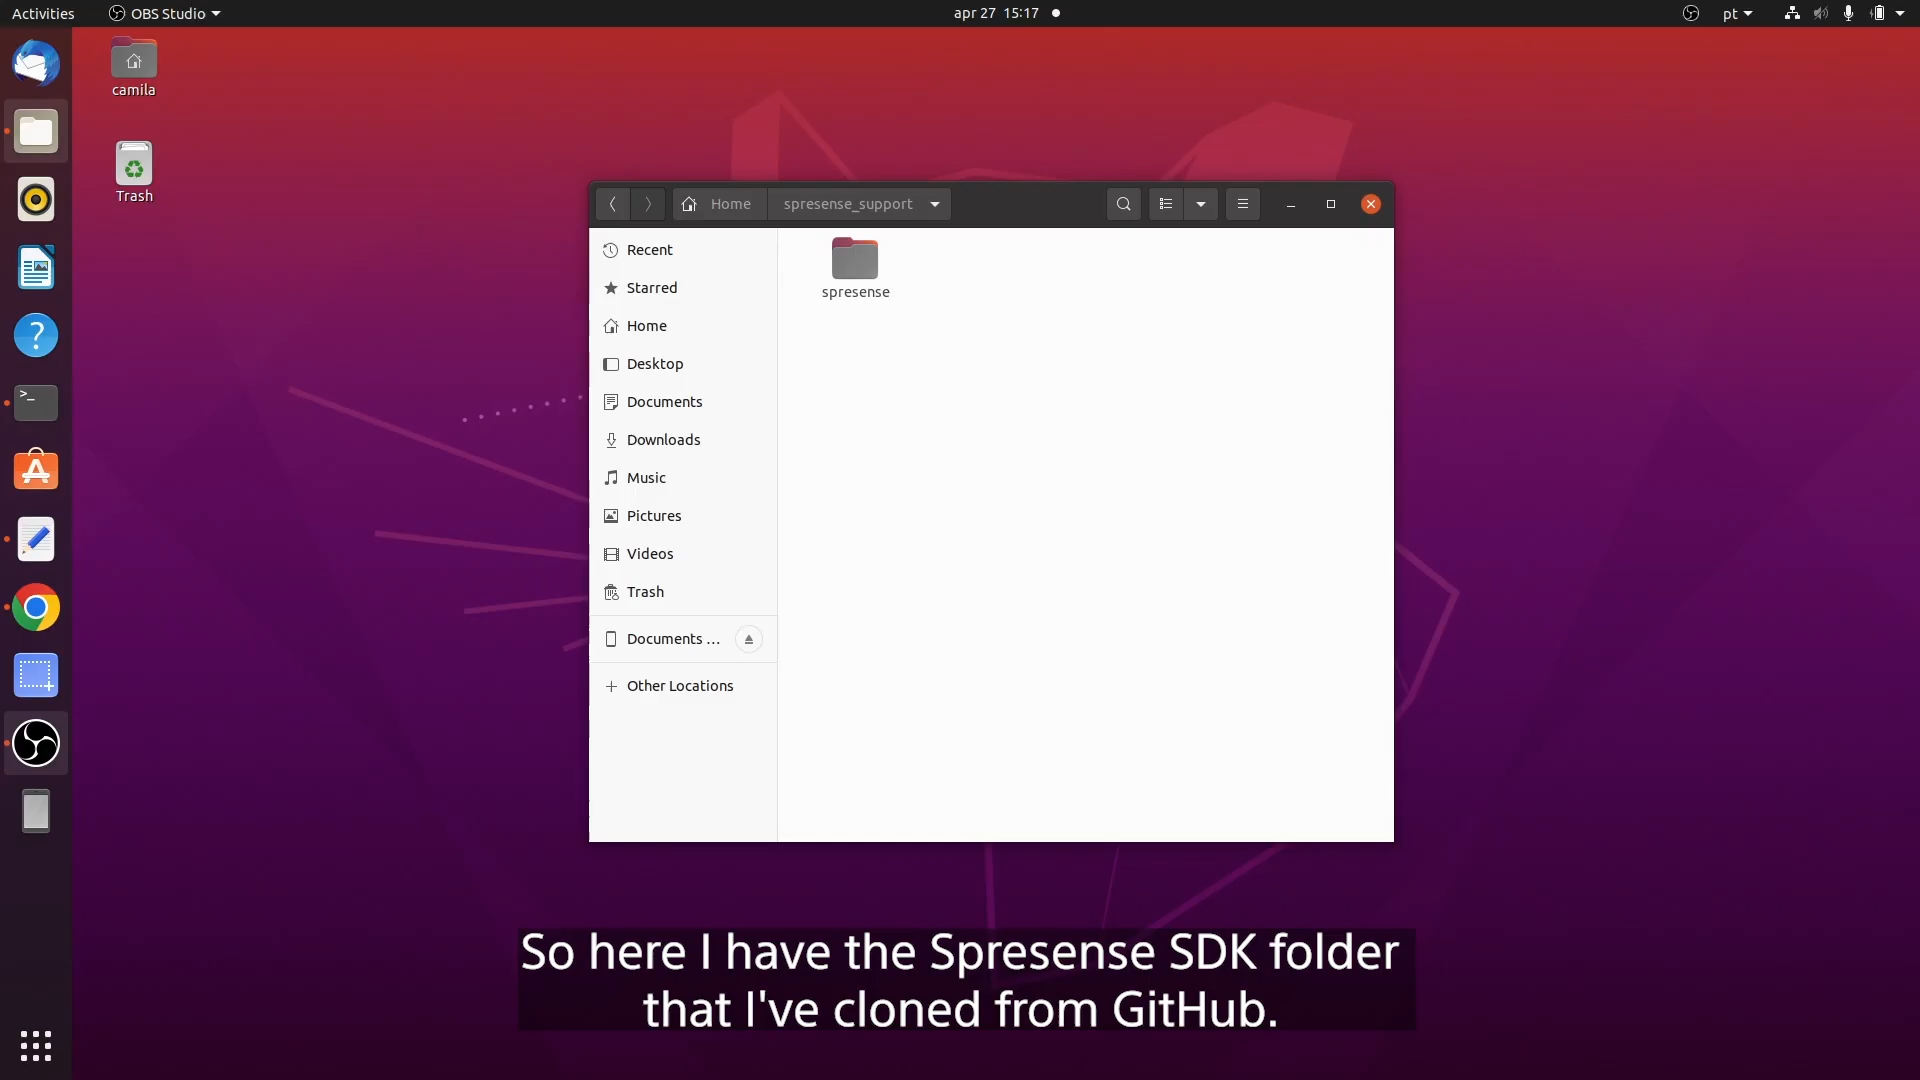 Activities
OBS Studio
apr 27 15:17
pt
camila
Trash
Home
spresense_support
Recent
Starred
Home
Desktop
Documents
Downloads
Music
Pictures
Videos
Trash
Documents ...
Other Locations
spresense
So here I have the Spresense SDK folder
that I've cloned from GitHub.